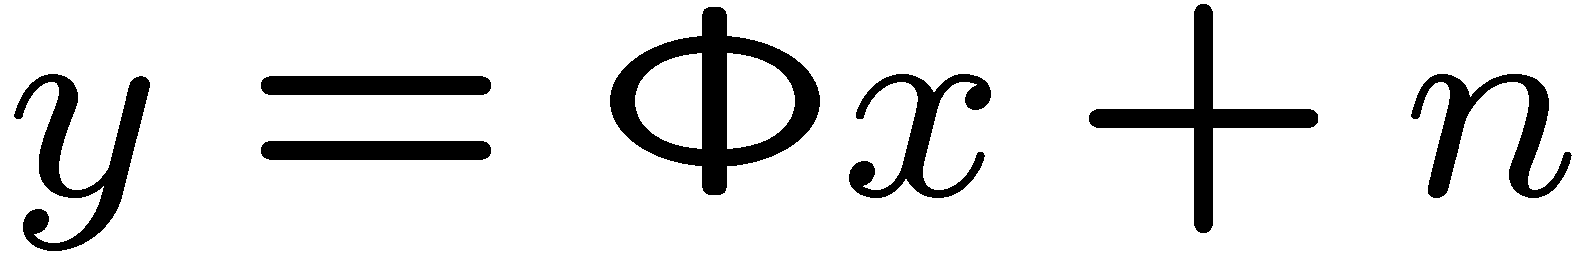 y = Φx + n